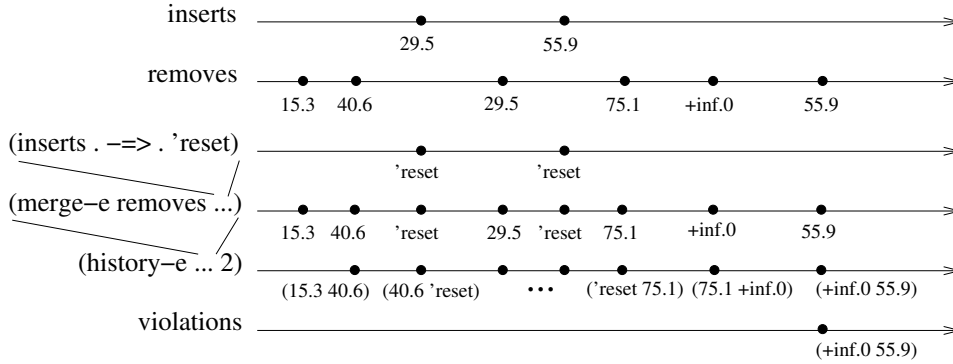 inserts
29.5 55.9
removes
15.3 40.6 29.5 75.1 +inf.0 55.9
(inserts . −=> . ’reset)
’reset ’reset
(merge−e removes ...)
15.3 40.6 ’reset 29.5 ’reset 75.1 +inf.0 55.9
(history−e ... 2)
(15.3 40.6) (40.6 ’reset) ... (’reset 75.1) (75.1 +inf.0) (+inf.0 55.9)
violations
(+inf.0 55.9)